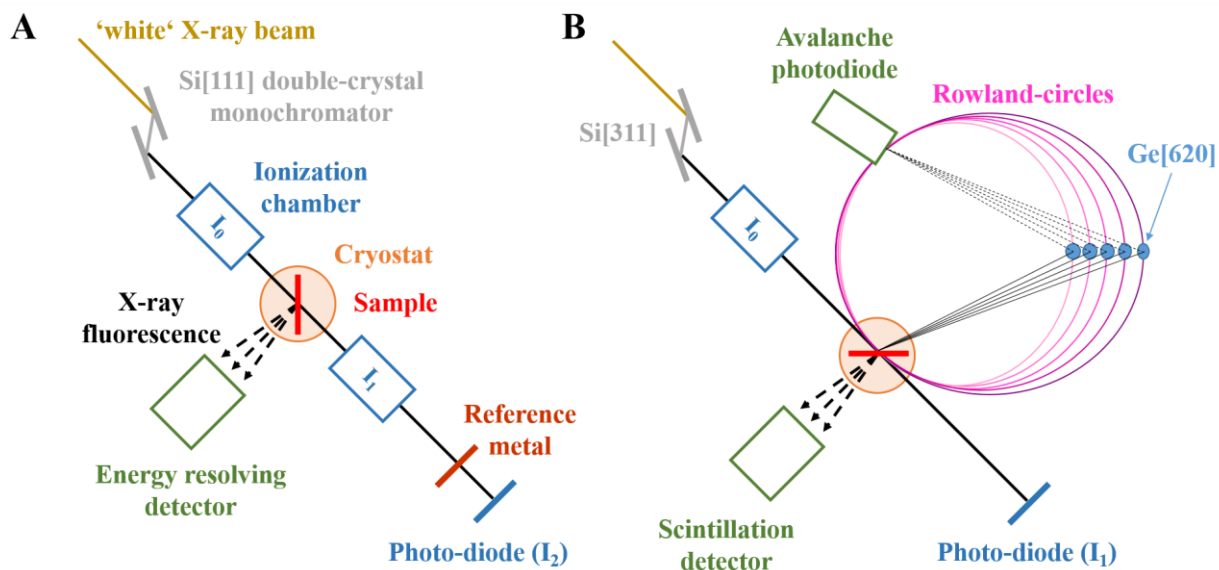 A
‘white‘ X-ray beam
Si[111] double-crystal
monochromator
Ionization
chamber
I₀
Cryostat
Sample
X-ray
fluorescence
I₁
Reference
metal
Energy resolving
detector
Photo-diode (I₂)
B
Avalanche
photodiode
Rowland-circles
Si[311]
Ge[620]
I₀
Scintillation
detector
Photo-diode (I₁)